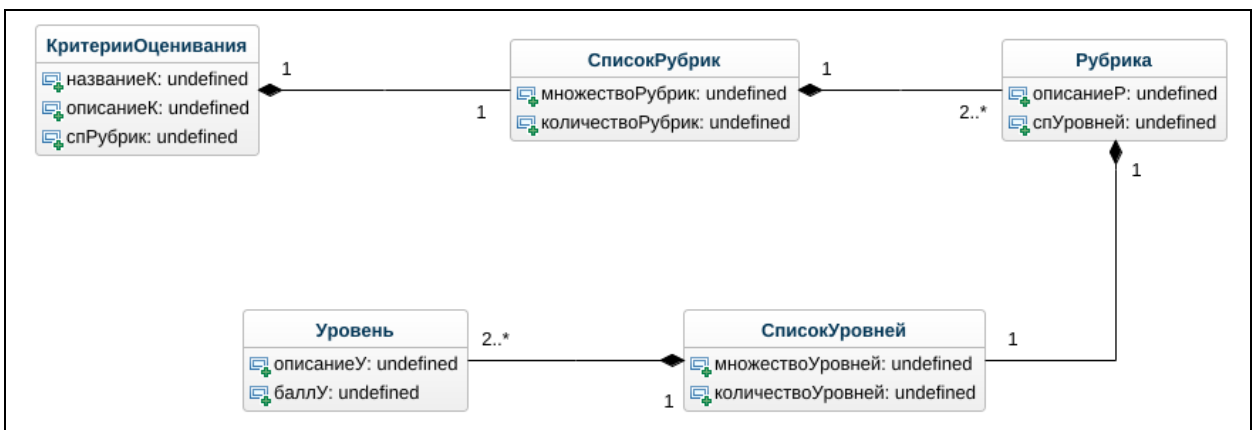 КритерииОценивания
названиеК: undefined
описаниеК: undefined
спРубрик: undefined
1
1
СписокРубрик
множествоРубрик: undefined
количествоРубрик: undefined
1
2..*
Рубрика
описаниеР: undefined
спУровней: undefined
1
Уровень
описаниеУ: undefined
баллУ: undefined
2..*
1
СписокУровней
множествоУровней: undefined
количествоУровней: undefined
1